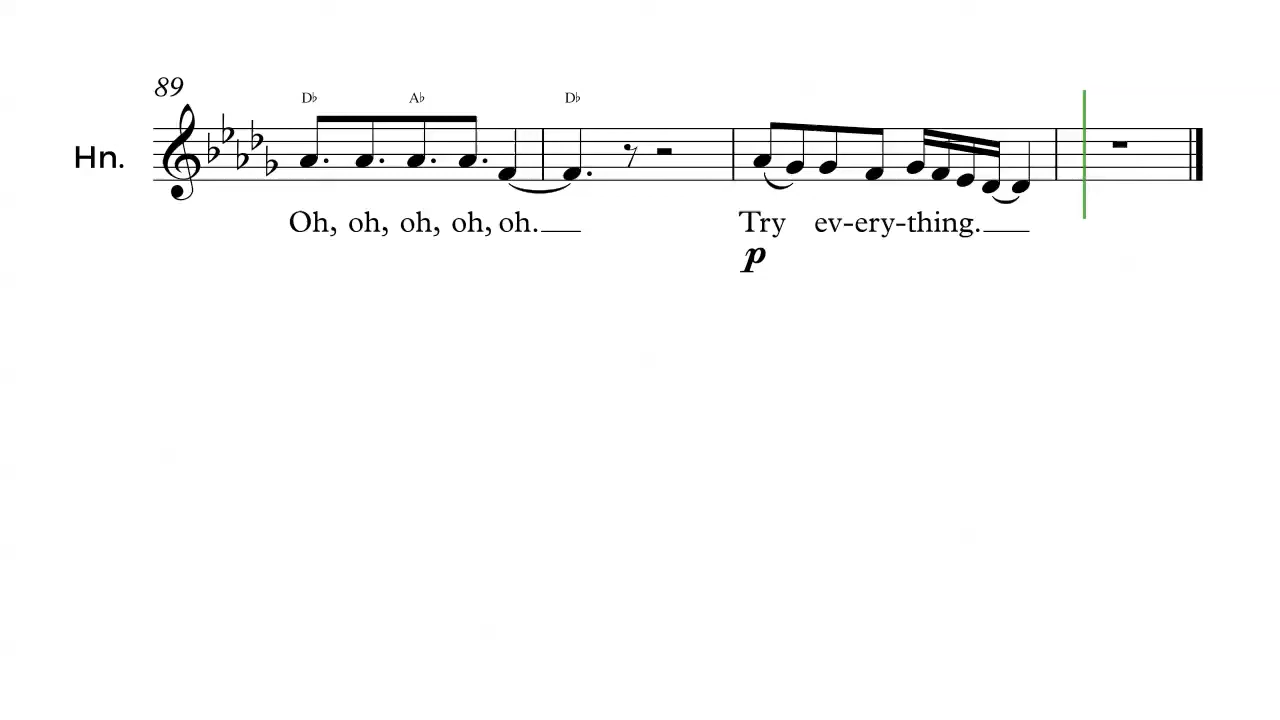 89
D♭ A♭ D♭
Hn.
Oh, oh, oh, oh, oh. Try ev-ery-thing.
p